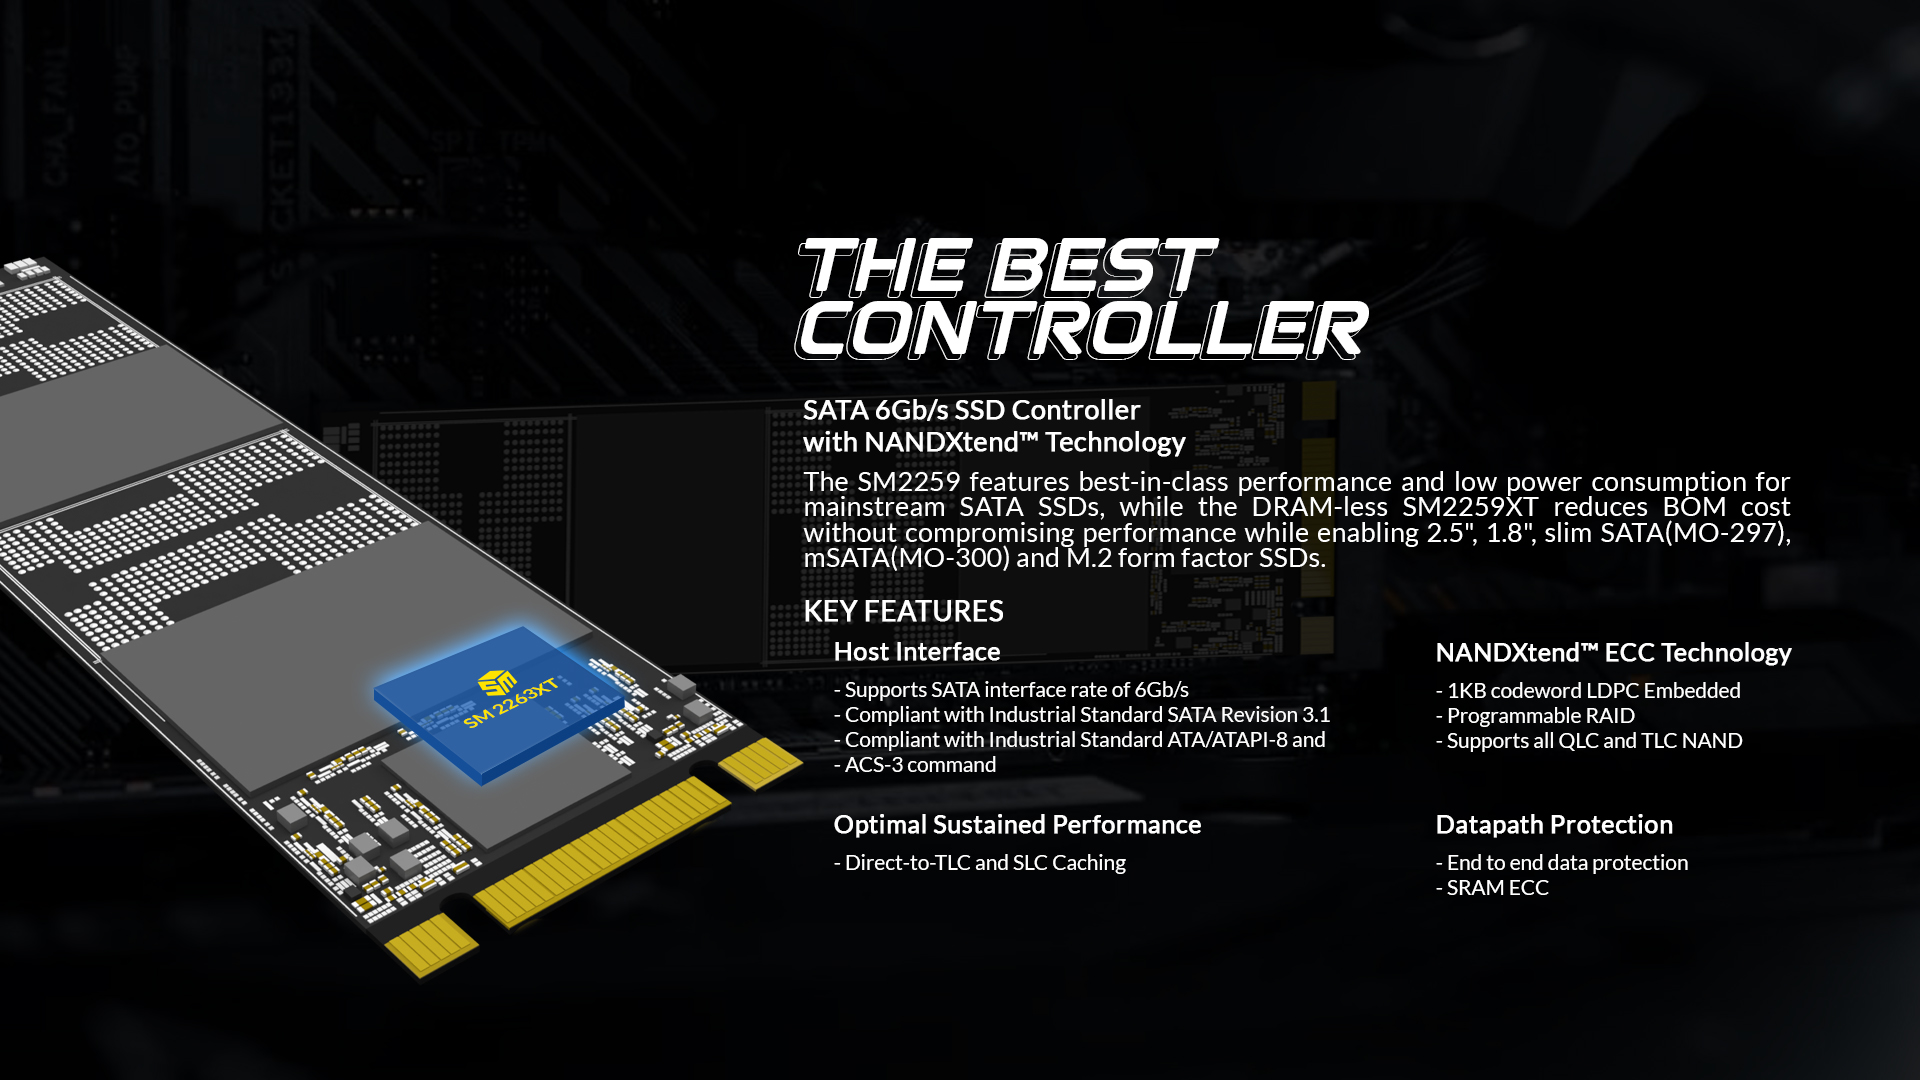 CHA_FAN1
AIO_PUMP
SOCKET1331
SPI_TPM
THE BEST
CONTROLLER
SATA 6Gb/s SSD Controller
with NANDXtend™ Technology
The SM2259 features best-in-class performance and low power consumption for
mainstream SATA SSDs, while the DRAM-less SM2259XT reduces BOM cost
without compromising performance while enabling 2.5", 1.8", slim SATA(MO-297),
mSATA(MO-300) and M.2 form factor SSDs.
KEY FEATURES
Host Interface
- Supports SATA interface rate of 6Gb/s
- Compliant with Industrial Standard SATA Revision 3.1
- Compliant with Industrial Standard ATA/ATAPI-8 and
- ACS-3 command
NANDXtend™ ECC Technology
- 1KB codeword LDPC Embedded
- Programmable RAID
- Supports all QLC and TLC NAND
Optimal Sustained Performance
- Direct-to-TLC and SLC Caching
Datapath Protection
- End to end data protection
- SRAM ECC
SM
SM 2263XT